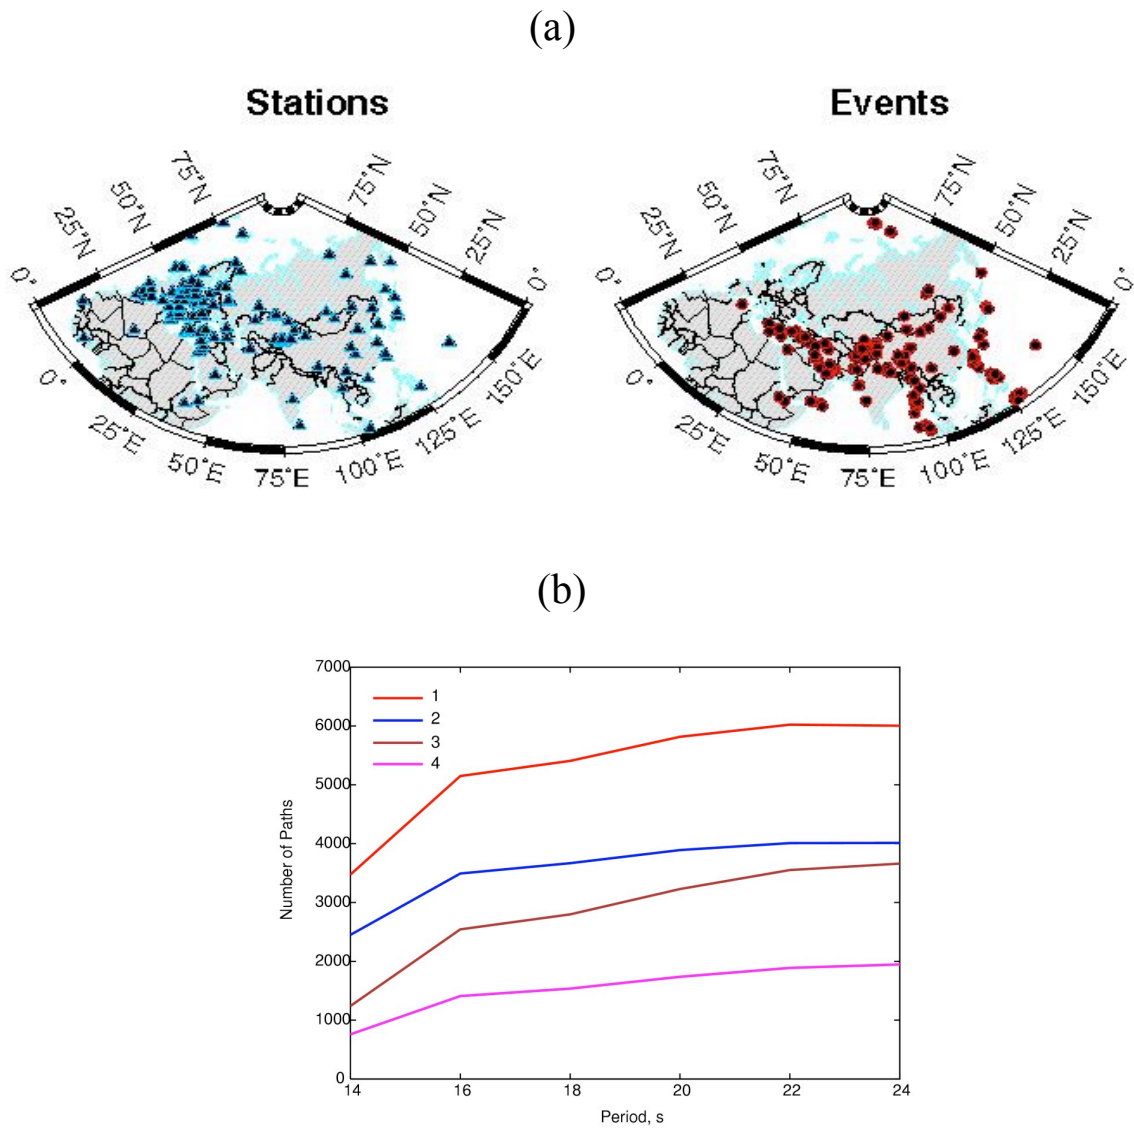 (a)
Stations
Events
75°N
50°N
25°N
0°
75°N
50°N
25°N
0°
0°
25°E
50°E
75°E
100°E
125°E
150°E
75°N
50°N
25°N
0°
75°N
50°N
25°N
0°
0°
25°E
50°E
75°E
100°E
125°E
150°E
(b)
7000
6000
5000
4000
3000
2000
1000
0
1
2
3
4
Number of Paths
14 16 18 20 22 24
Period, s